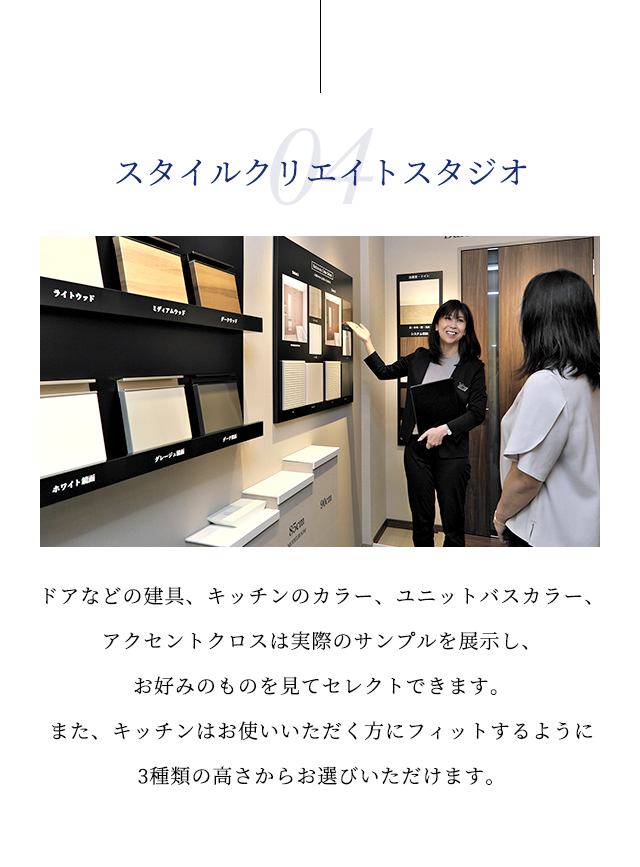 04
スタイルクリエイトスタジオ
ライトウッド
ミディアムウッド
ダークウッド
ホワイト鏡面
グレージュ鏡面
ダーク鏡面
85cm
90cm
ドアなどの建具、キッチンのカラー、ユニットバスカラー、
アクセントクロスは実際のサンプルを展示し、
お好みのものを見てセレクトできます。
また、キッチンはお使いいただく方にフィットするように
3種類の高さからお選びいただけます。